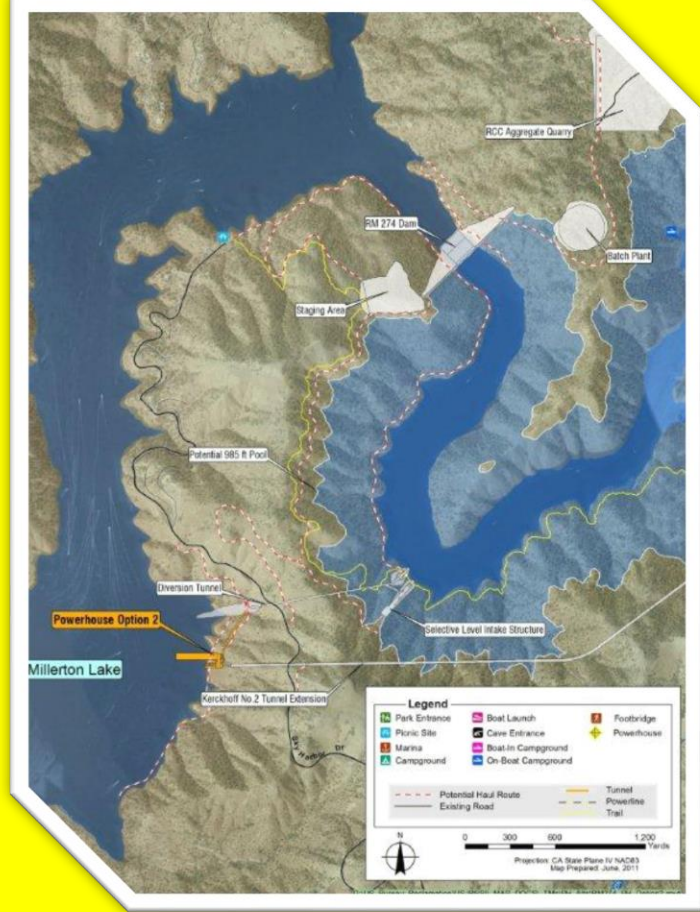 RCC Aggregate Quarry
RM 274 Dam
Batch Plant
Staging Area
Potential 985 ft Pool
Diversion Tunnel
Powerhouse Option 2
Selective Level Intake Structure
Millerton Lake
Kerckhoff No.2 Tunnel Extension
Sky Harbor Dr
Legend
Park Entrance
Boat Launch
Footbridge
Picnic Site
Cave Entrance
Powerhouse
Marina
Boat-In Campground
Campground
On-Boat Campground
Potential Haul Route
Tunnel
Existing Road
Powerline
Trail
N
0 300 600 1,200
Yards
Projection: CA State Plane IV NAD83
Map Prepared: June, 2011